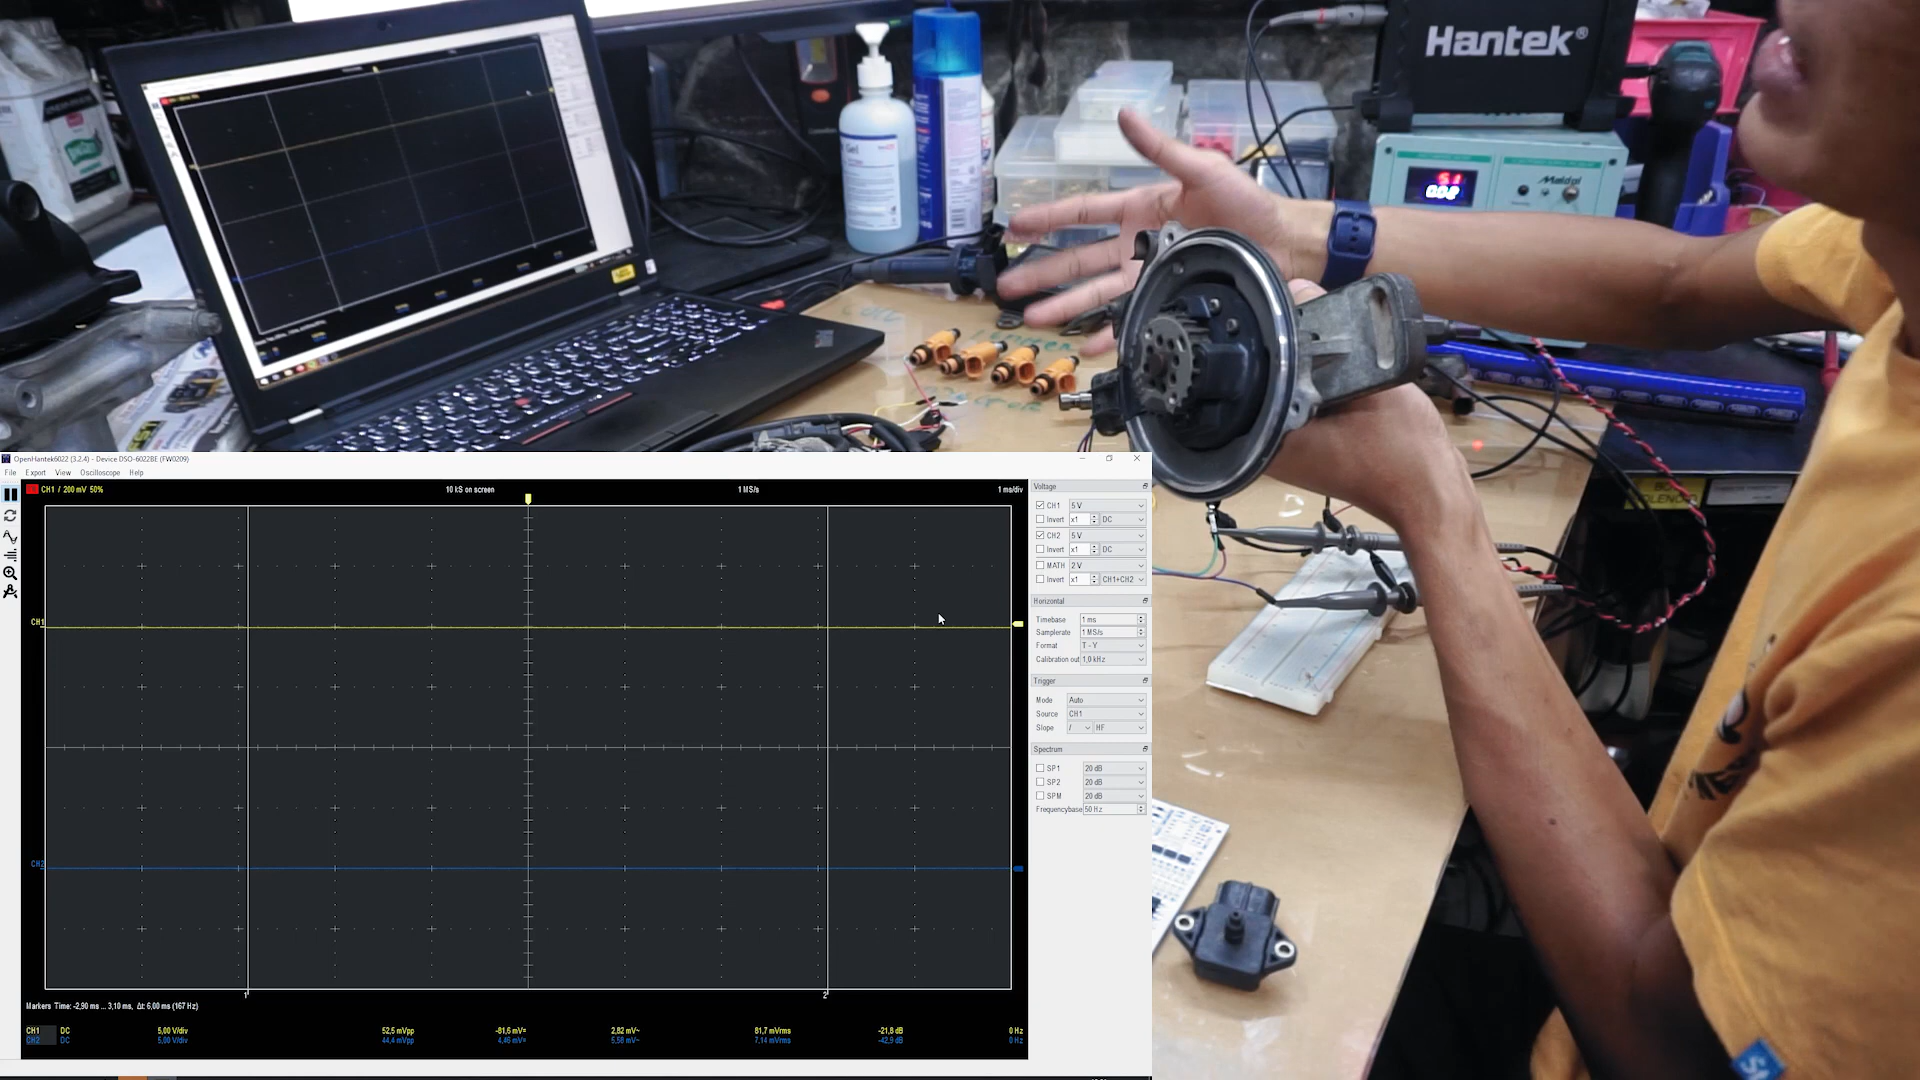 Hantek®
Meidol
Gel
OpenHantek6022 (3.2.4) - Device DSO-6022BE (FW0209)
File Export View Oscilloscope Help
CH1 / 200 mV 50%
10 kS on screen
1 MS/s
1 ms/div
CH1
CH2
1
2
Markers Time: -2,90 ms ... 3,10 ms, Δt: 6,00 ms (167 Hz)
CH1 DC 5,00 V/div 52,5 mVpp -81,6 mV= 2,82 mV~ 81,7 mVrms -21,8 dB 0 Hz
CH2 DC 5,00 V/div 44,4 mVpp 4,46 mV= 5,58 mV~ 7,14 mVrms -42,9 dB 0 Hz
Voltage
CH1 5 V
Invert x1 DC
CH2 5 V
Invert x1 DC
MATH 2 V
Invert x1 CH1+CH2
Horizontal
Timebase 1 ms
Samplerate 1 MS/s
Format T - Y
Calibration out 1,0 kHz
Trigger
Mode Auto
Source CH1
Slope / HF
Spectrum
SP1 20 dB
SP2 20 dB
SPM 20 dB
Frequencybase 50 Hz
SOLENOID